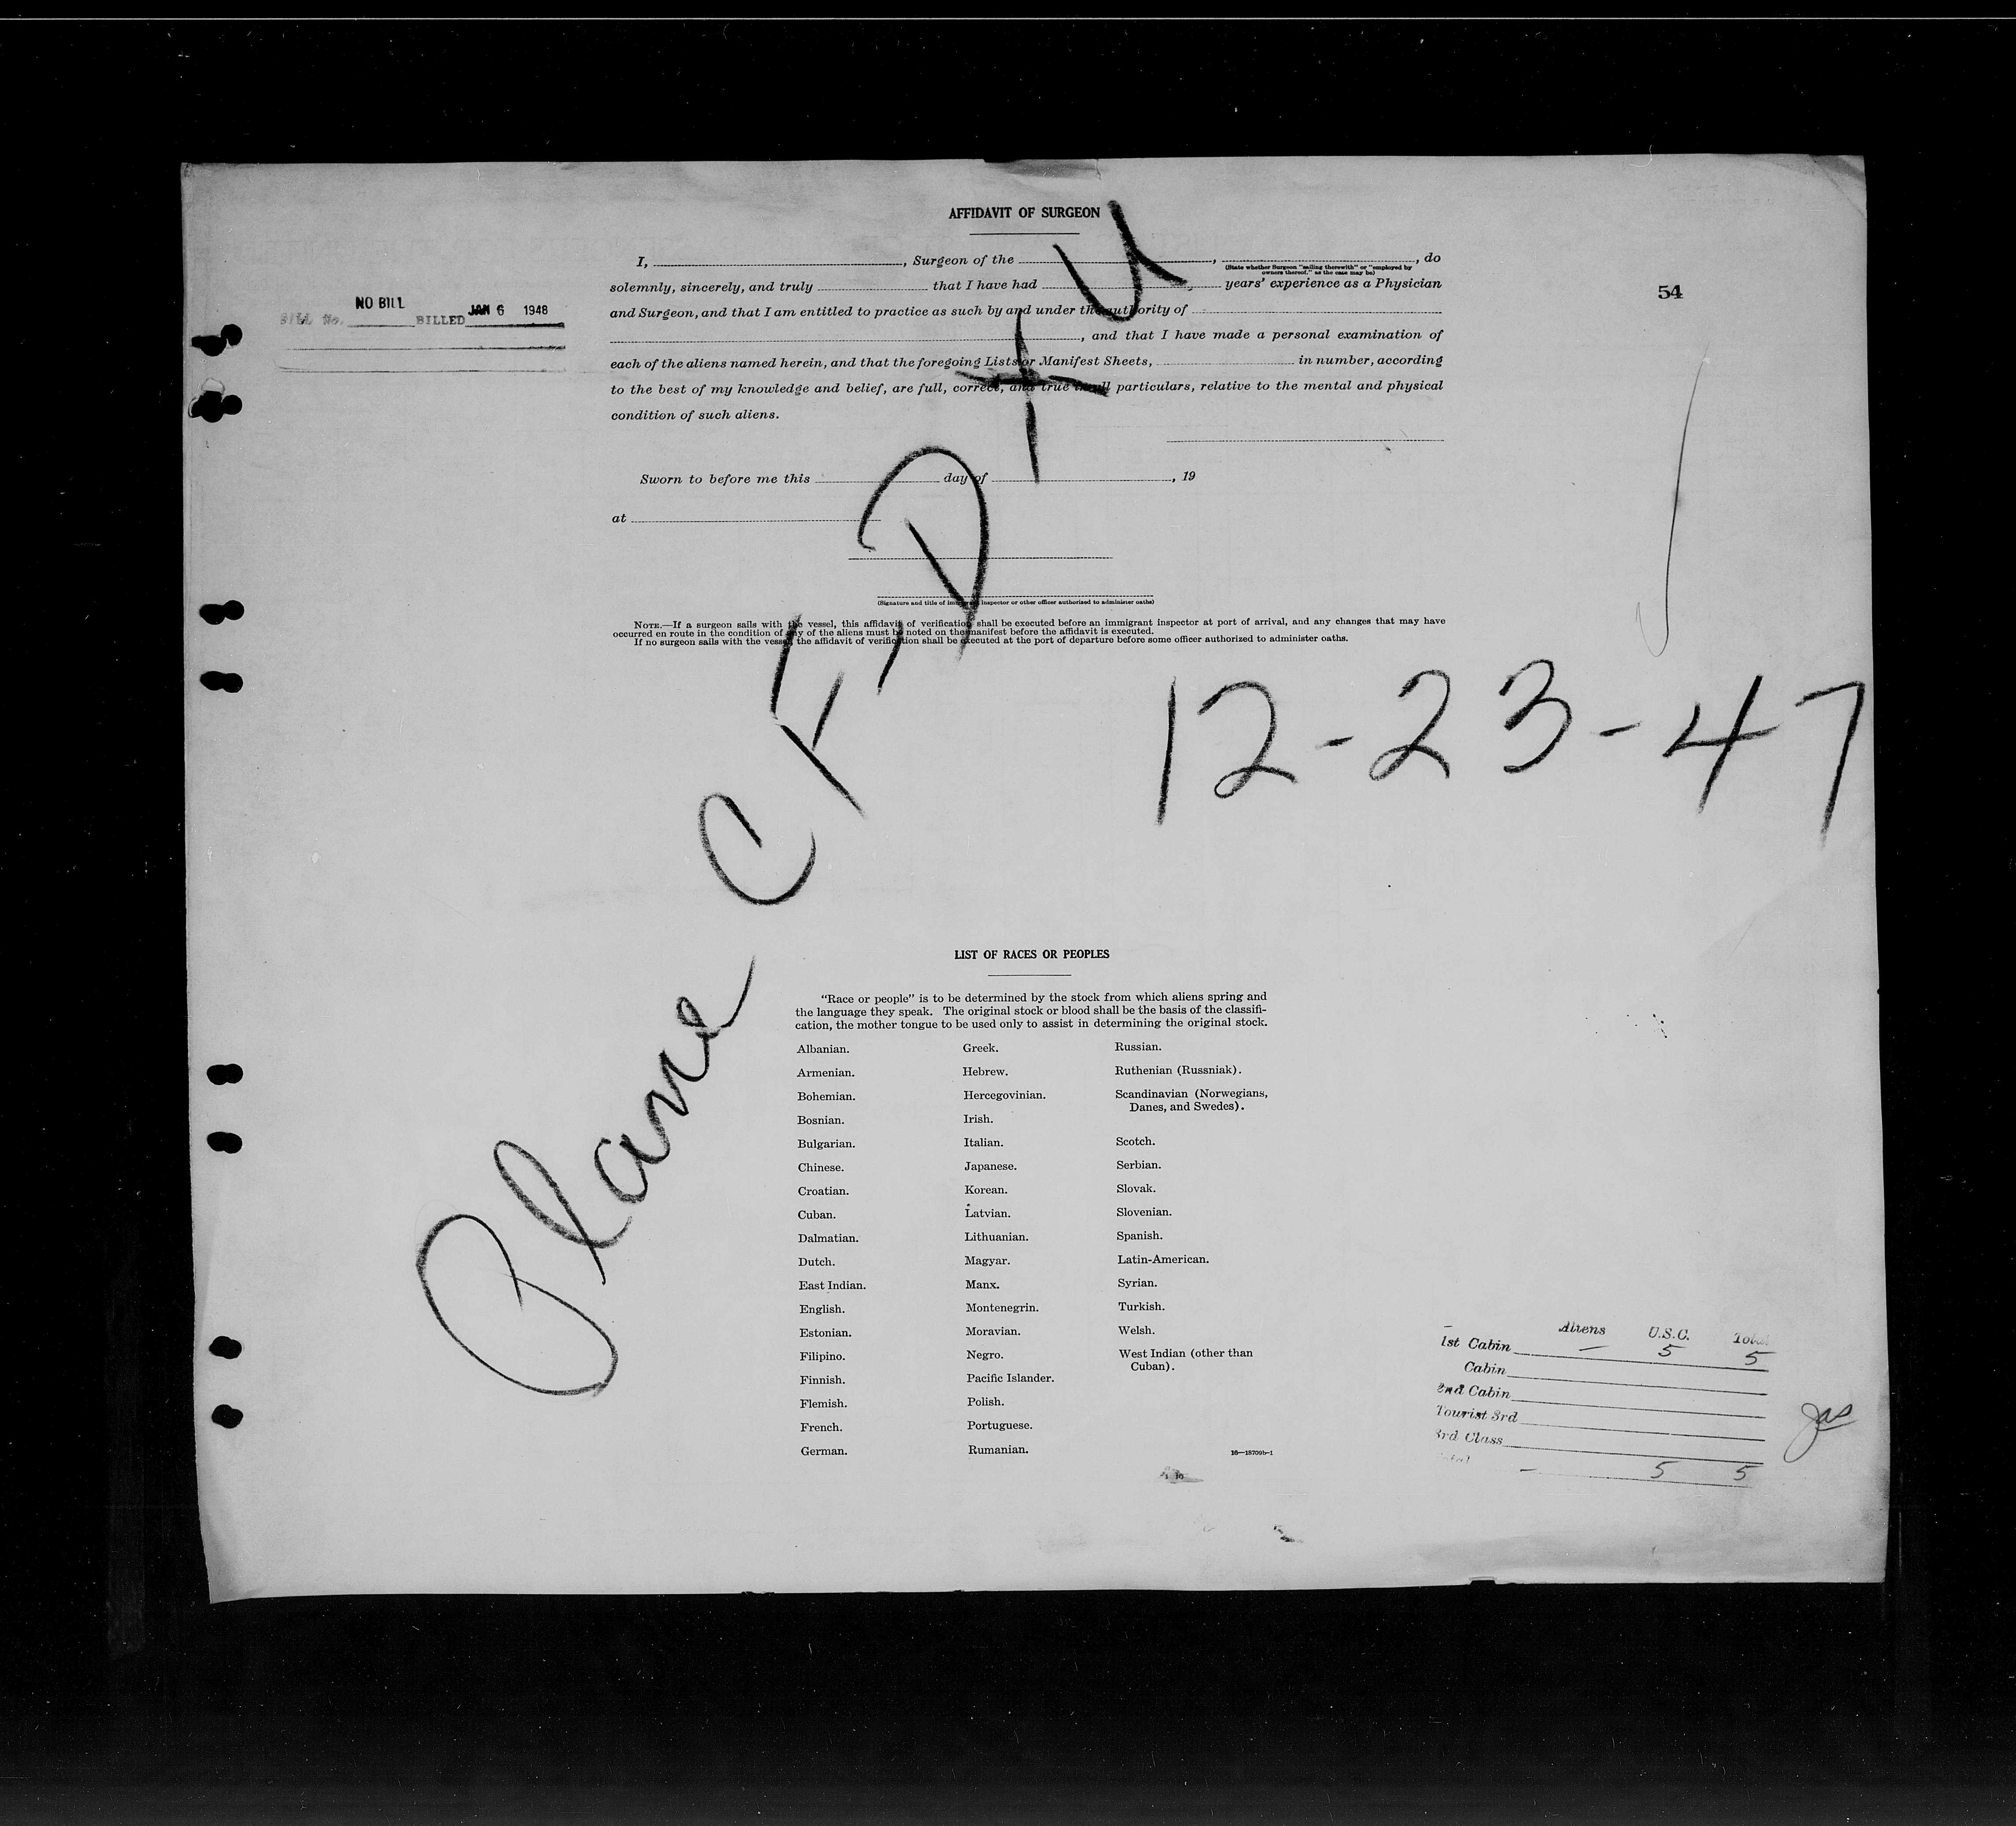 AFFIDAVIT OF SURGEON
I, , Surgeon of the , , do
(State whether Surgeon "sailing therewith" or "employed by
owners thereof," as the case may be)
solemnly, sincerely, and truly that I have had years' experience as a Physician
and Surgeon, and that I am entitled to practice as such by and under the authority of
, and that I have made a personal examination of
each of the aliens named herein, and that the foregoing Lists or Manifest Sheets, in number, according
to the best of my knowledge and belief, are full, correct, and true in all particulars, relative to the mental and physical
condition of such aliens.
54
NO BILL JAN 6 1948
BILL No. BILLED
Sworn to before me this day of , 19
at
(Signature and title of immigrant inspector or other officer authorized to administer oaths)
NOTE.—If a surgeon sails with the vessel, this affidavit of verification shall be executed before an immigrant inspector at port of arrival, and any changes that may have
occurred en route in the condition of any of the aliens must be noted on the manifest before the affidavit is executed.
If no surgeon sails with the vessel, the affidavit of verification shall be executed at the port of departure before some officer authorized to administer oaths.
Plane CF-DTU
12-23-47
LIST OF RACES OR PEOPLES
"Race or people" is to be determined by the stock from which aliens spring and
the language they speak. The original stock or blood shall be the basis of the classifi-
cation, the mother tongue to be used only to assist in determining the original stock.
Albanian.
Armenian.
Bohemian.
Bosnian.
Bulgarian.
Chinese.
Croatian.
Cuban.
Dalmatian.
Dutch.
East Indian.
English.
Estonian.
Filipino.
Finnish.
Flemish.
French.
German.
Greek.
Hebrew.
Hercegovinian.
Irish.
Italian.
Japanese.
Korean.
Latvian.
Lithuanian.
Magyar.
Manx.
Montenegrin.
Moravian.
Negro.
Pacific Islander.
Polish.
Portuguese.
Rumanian.
Russian.
Ruthenian (Russniak).
Scandinavian (Norwegians,
Danes, and Swedes).
Scotch.
Serbian.
Slovak.
Slovenian.
Spanish.
Latin-American.
Syrian.
Turkish.
Welsh.
West Indian (other than
Cuban).
16—18709b-1
Aliens U.S.C. Total
1st Cabin — 5 5
Cabin
2nd Cabin
Tourist 3rd
3rd Class
— 5 5